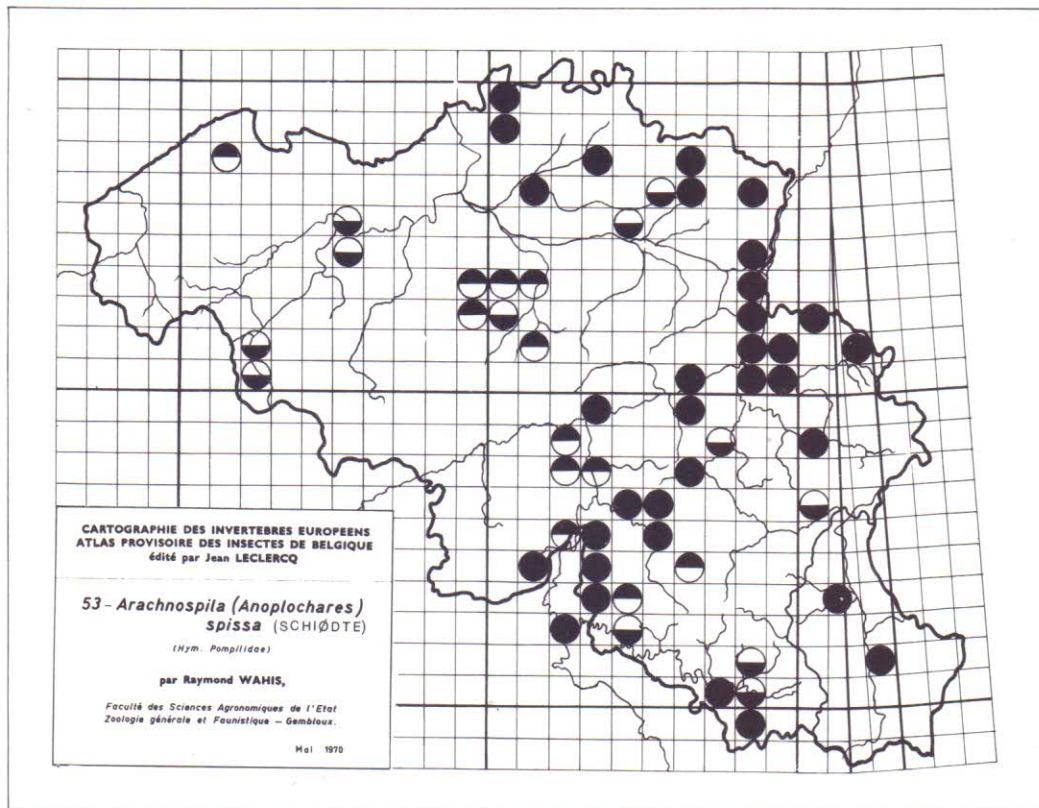 CARTOGRAPHIE DES INVERTEBRES EUROPEENS
ATLAS PROVISOIRE DES INSECTES DE BELGIQUE
édité par Jean LECLERCQ
53-Arachnospila (Anoplochares)
spissa (SCHIØDTE)
(Hym. Pompilidae)
par Raymond WAHIS,
Faculté des Sciences Agronomiques de l'Etat
Zoologie générale et Faunistique – Gembloux.
Mai 1970